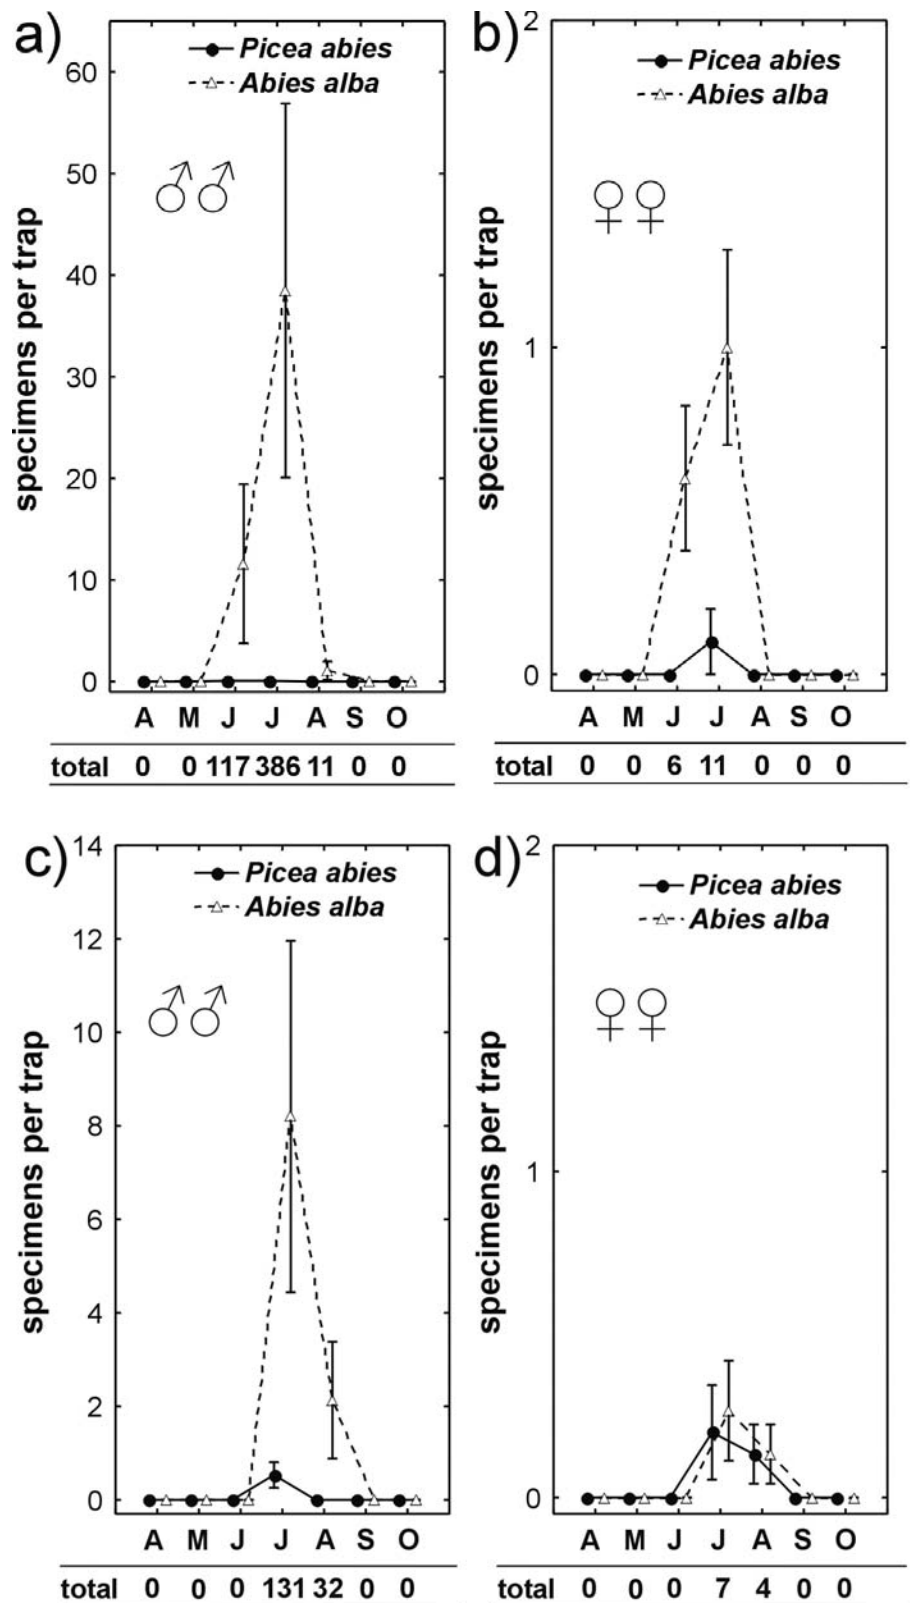 a)
Picea abies
Abies alba
♂♂
specimens per trap
60
50
40
30
20
10
0
A M J J A S O
total 0 0 117 386 11 0 0
b)
Picea abies
Abies alba
♀♀
specimens per trap
2
1
0
A M J J A S O
total 0 0 6 11 0 0 0
c)
Picea abies
Abies alba
♂♂
specimens per trap
14
12
10
8
6
4
2
0
A M J J A S O
total 0 0 0 131 32 0 0
d)
Picea abies
Abies alba
♀♀
specimens per trap
2
1
0
A M J J A S O
total 0 0 0 7 4 0 0